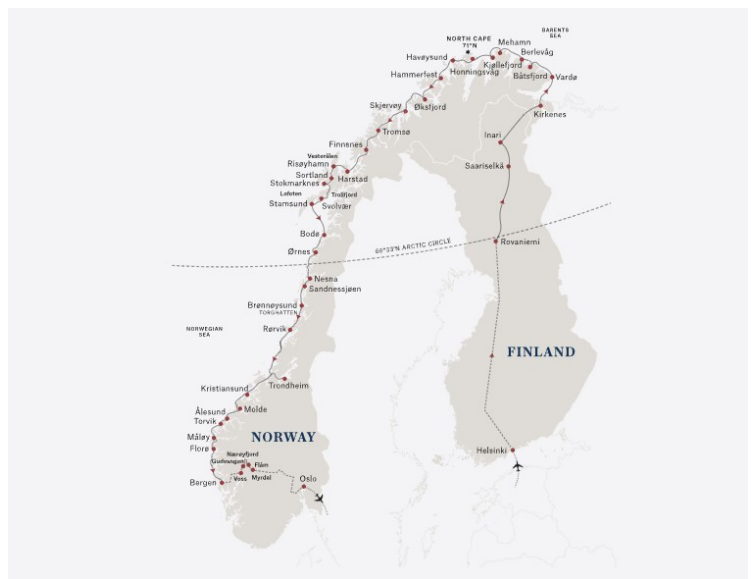 BARENTS
SEA
NORTH CAPE
71°N
Mehamn
Berlevåg
Havøysund
Kjøllefjord
Honningsvåg
Båtsfjord
Vardø
Hammerfest
Øksfjord
Skjervøy
Kirkenes
Tromsø
Inari
Finnsnes
Vesterålen
Risøyhamn
Saariselkä
Sortland
Harstad
Stokmarknes
Lofoten
Trollfjord
Stamsund
Svolvær
Bodø
Rovaniemi
66°33'N ARCTIC CIRCLE
Ørnes
Nesna
Sandnessjøen
Brønnøysund
TORGHATTEN
NORWEGIAN
SEA
Rørvik
FINLAND
Trondheim
Kristiansund
Ålesund
Molde
Torvik
Måløy
NORWAY
Florø
Nærøyfjord
Gudvangen
Flåm
Helsinki
Voss
Myrdal
Bergen
Oslo